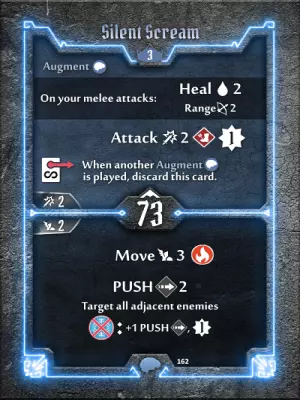 Silent Scream
3
Augment
On your melee attacks:
Heal 2
Range 2
Attack 2 1
When another Augment
is played, discard this card.
2
73
2
Move 3
PUSH 2
Target all adjacent enemies
: +1 PUSH , 1
162